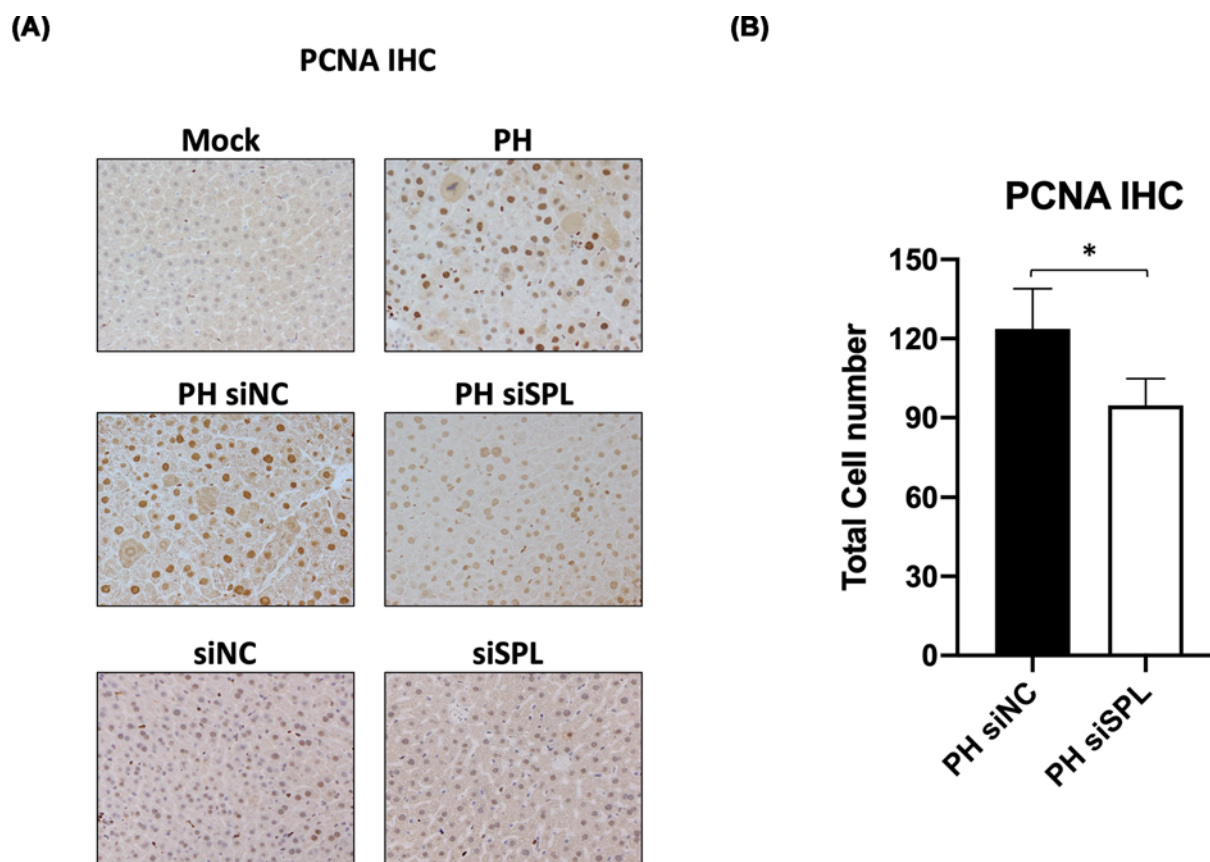 (A)
PCNA IHC
Mock
PH
PH siNC
PH siSPL
siNC
siSPL
(B)
PCNA IHC
*
150
120
90
60
30
0
Total Cell number
PH siNC
PH siSPL